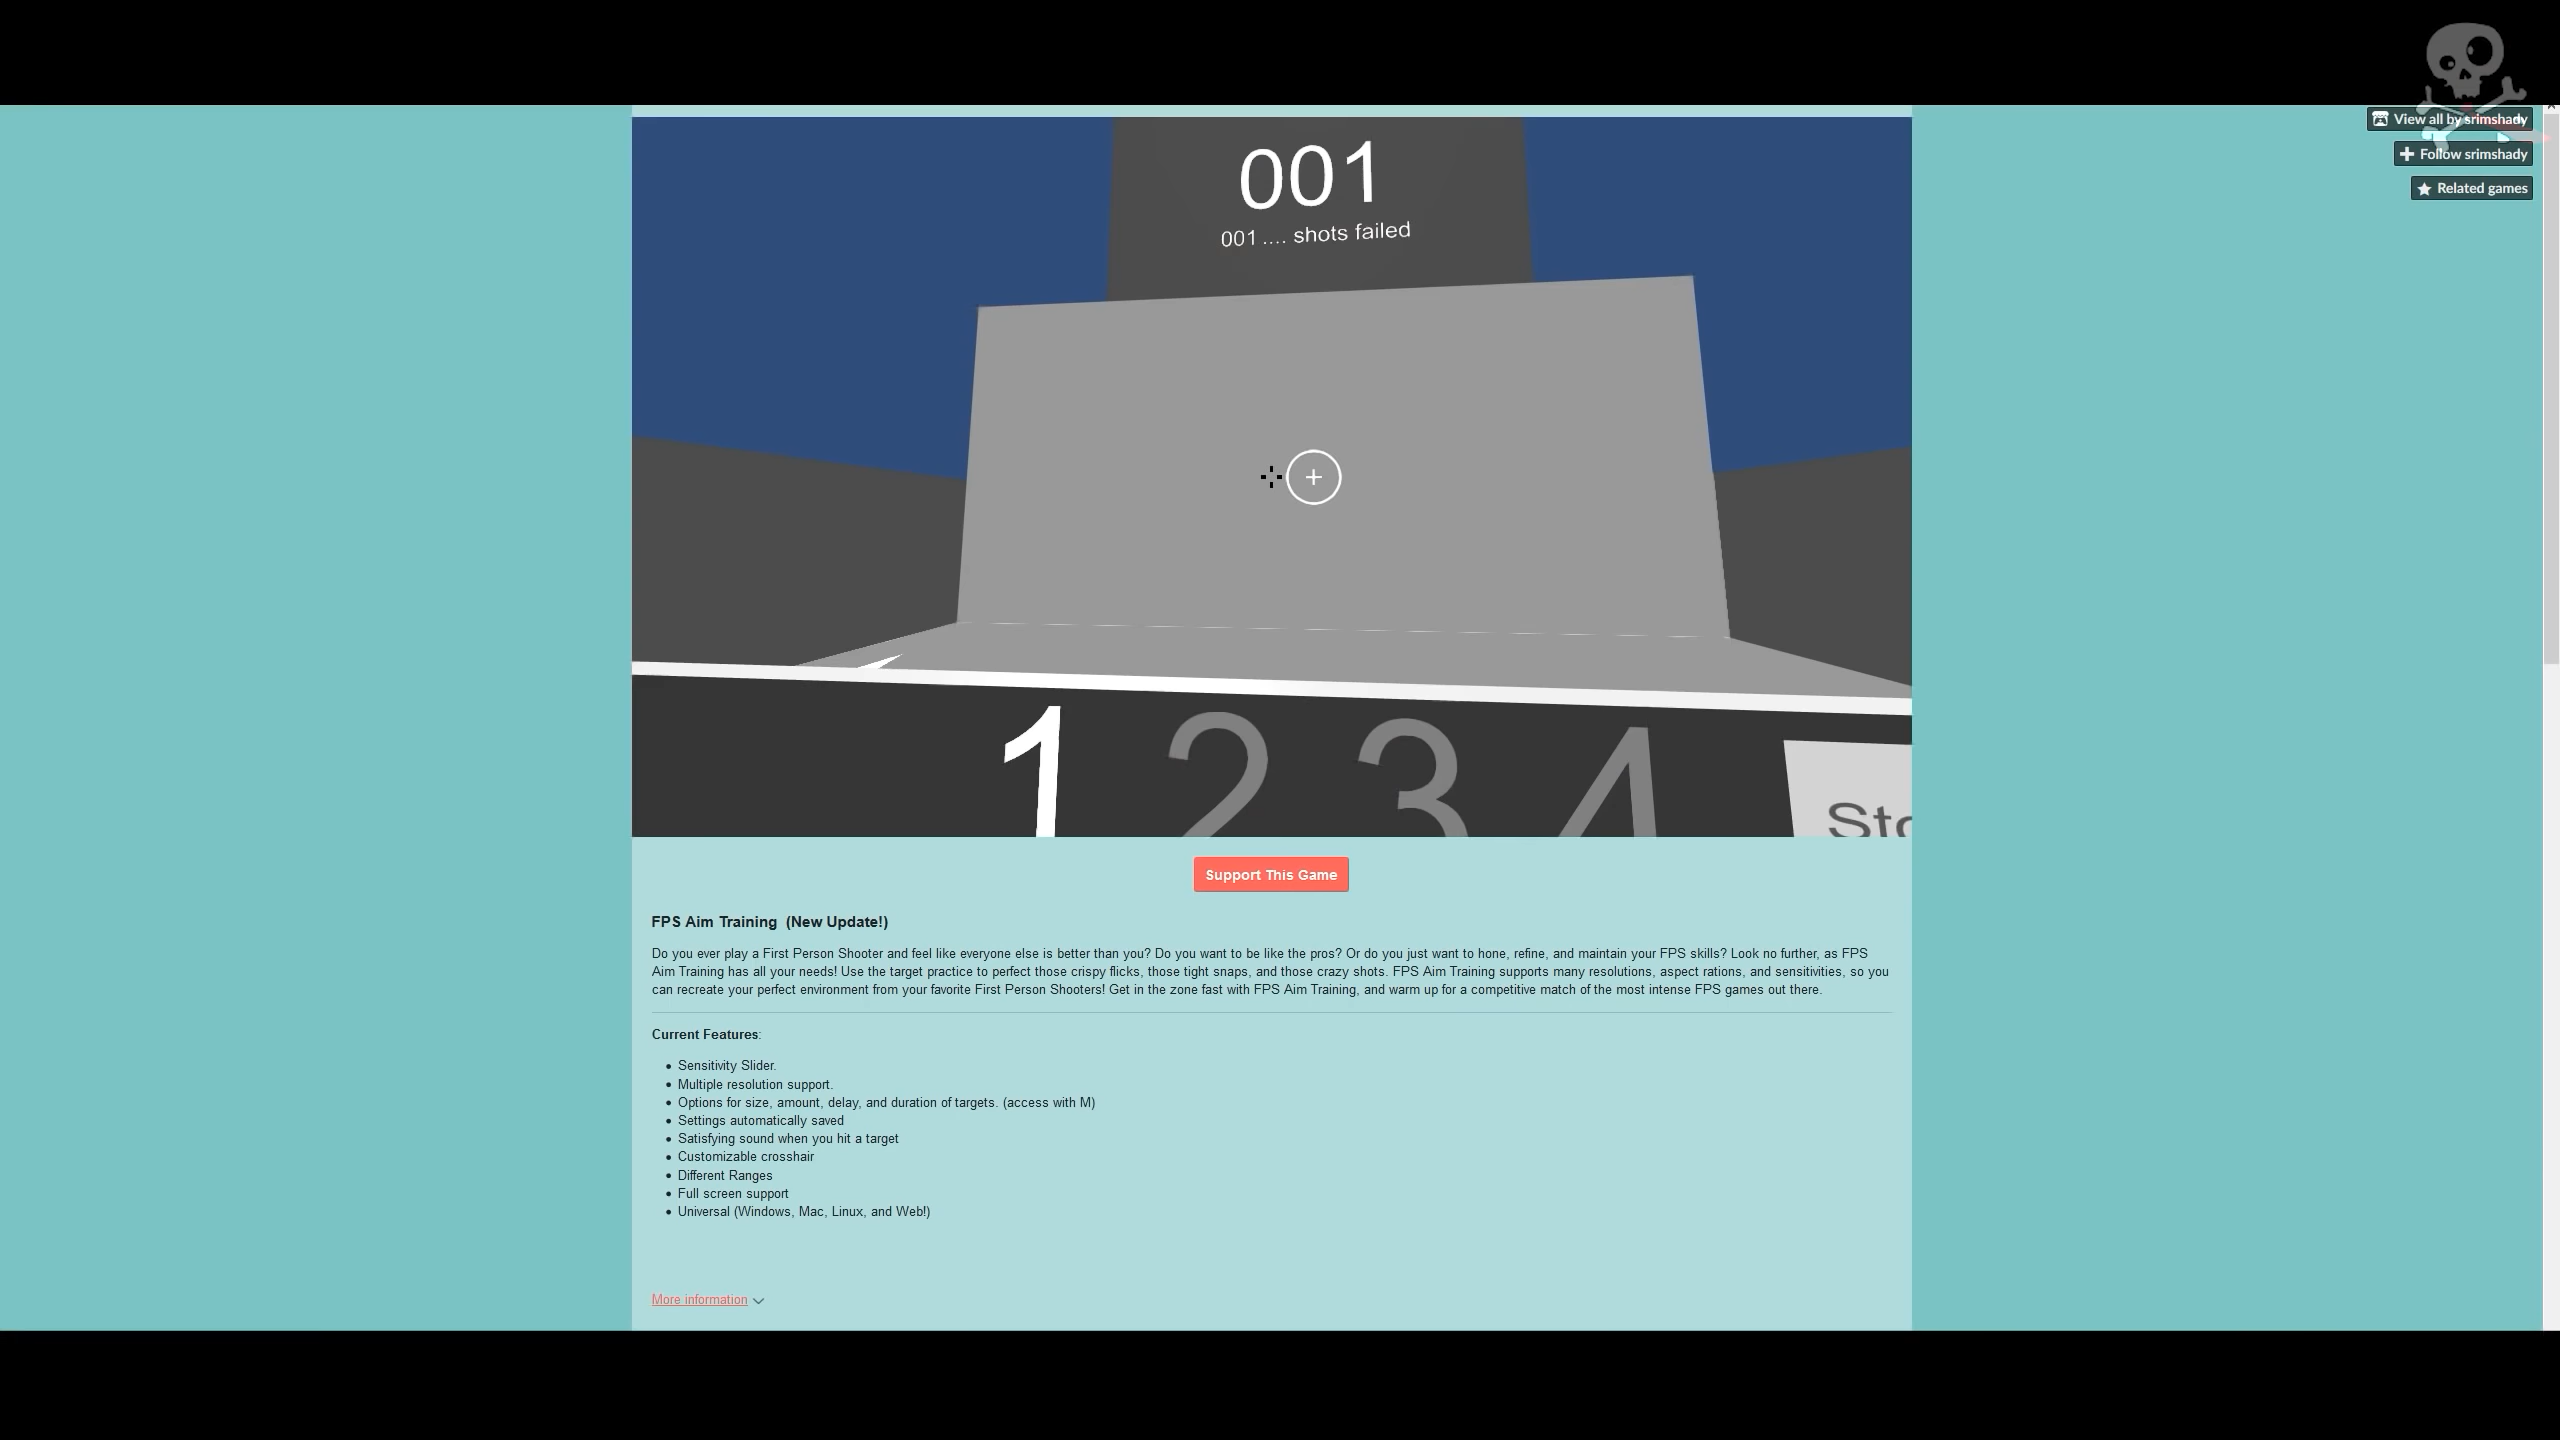 View all by srimshady
Follow srimshady
Related games
001
001 .... shots failed
1 2 3 4
Sto
Support This Game
FPS Aim Training (New Update!)
Do you ever play a First Person Shooter and feel like everyone else is better than you? Do you want to be like the pros? Or do you just want to hone, refine, and maintain your FPS skills? Look no further, as FPS
Aim Training has all your needs! Use the target practice to perfect those crispy flicks, those tight snaps, and those crazy shots. FPS Aim Training supports many resolutions, aspect rations, and sensitivities, so you
can recreate your perfect environment from your favorite First Person Shooters! Get in the zone fast with FPS Aim Training, and warm up for a competitive match of the most intense FPS games out there.
Current Features:
Sensitivity Slider.
Multiple resolution support.
Options for size, amount, delay, and duration of targets. (access with M)
Settings automatically saved
Satisfying sound when you hit a target
Customizable crosshair
Different Ranges
Full screen support
Universal (Windows, Mac, Linux, and Web!)
More information